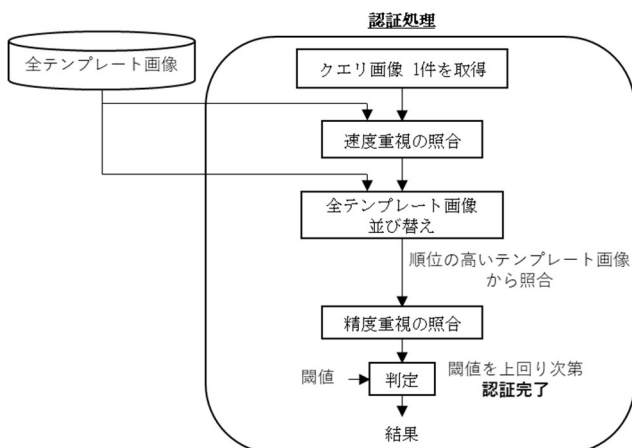 認証処理
全テンプレート画像
クエリ画像 1件を取得
速度重視の照合
全テンプレート画像
並び替え
順位の高いテンプレート画像
から照合
精度重視の照合
閾値
判定
閾値を上回り次第
認証完了
結果